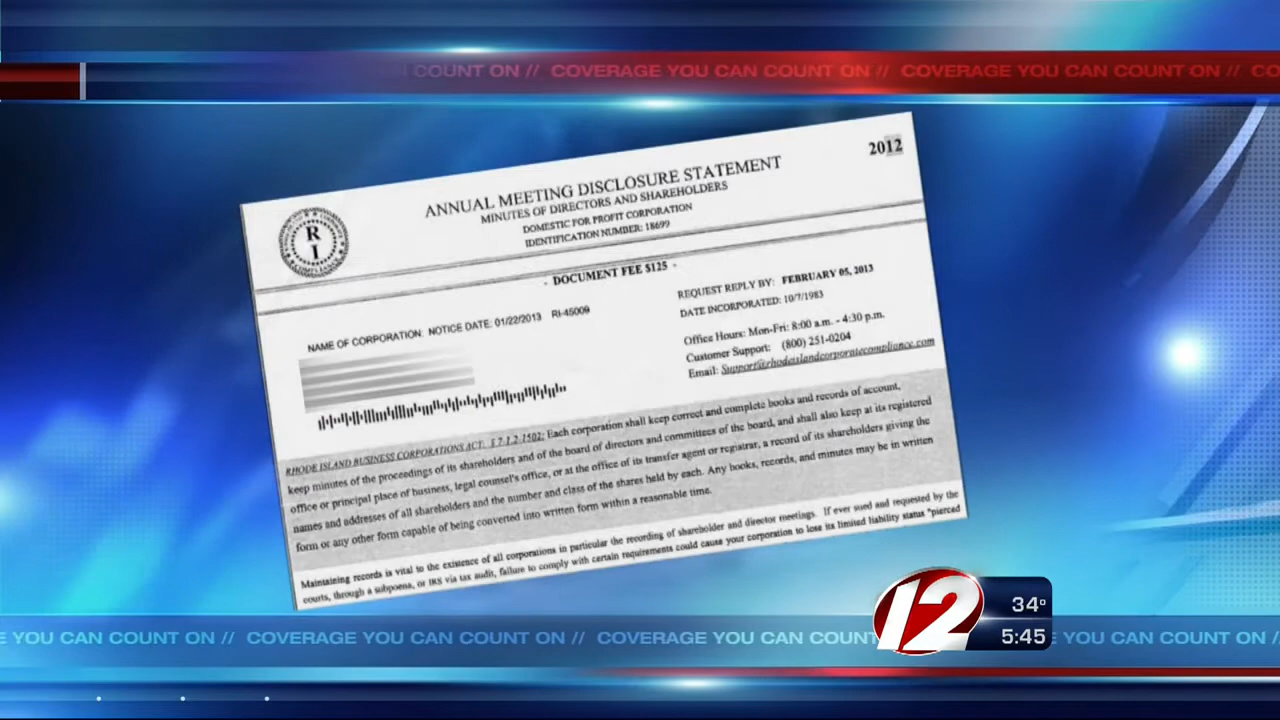 COUNT ON // COVERAGE YOU CAN COUNT ON // COVERAGE YOU CAN COUNT ON // CO
2012
ANNUAL MEETING DISCLOSURE STATEMENT
MINUTES OF DIRECTORS AND SHAREHOLDERS
DOMESTIC FOR PROFIT CORPORATION
IDENTIFICATION NUMBER: 18699
R
I
COMPLIANCE
- DOCUMENT FEE $125 -
NAME OF CORPORATION: NOTICE DATE: 01/22/2013 RI-45009
REQUEST REPLY BY: FEBRUARY 05, 2013
DATE INCORPORATED: 10/7/1983
Office Hours: Mon-Fri: 8:00 a.m. - 4:30 p.m.
Customer Support: (800) 251-0204
Email: Support@rhodeislandcorporatecompliance.com
RHODE ISLAND BUSINESS CORPORATIONS ACT: § 7-1.2-1502: Each corporation shall keep correct and complete books and records of account,
keep minutes of the proceedings of its shareholders and of the board of directors and committees of the board, and shall also keep at its registered
office or principal place of business, legal counsel's office, or at the office of its transfer agent or registrar, a record of its shareholders giving the
names and addresses of all shareholders and the number and class of the shares held by each. Any books, records, and minutes may be in written
form or any other form capable of being converted into written form within a reasonable time.
Maintaining records is vital to the existence of all corporations in particular the recording of shareholder and director meetings. If ever sued and requested by the
courts, through a subpoena, or IRS via tax audit, failure to comply with certain requirements could cause your corporation to lose its limited liability status "pierced
12
34°
5:45
E YOU CAN COUNT ON // COVERAGE YOU CAN COUNT ON // COVERAGE YOU CAN COUNT E YOU CAN COUNT ON /